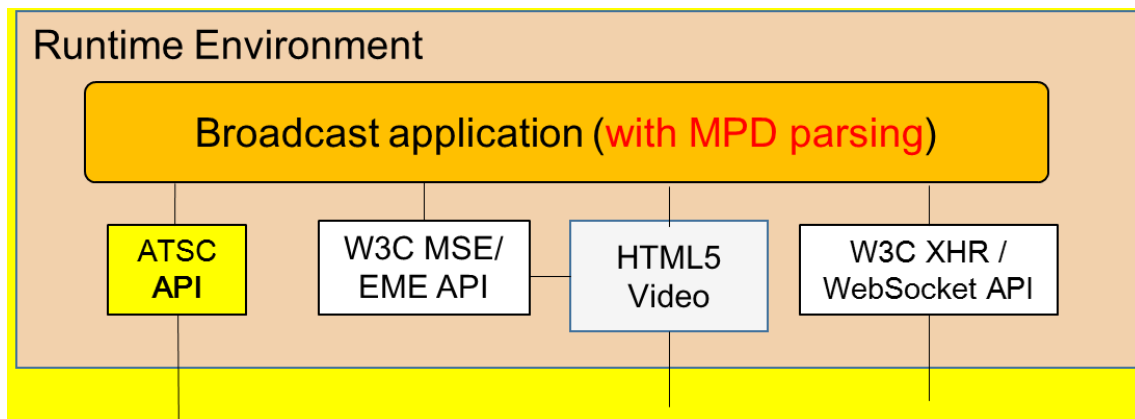 Runtime Environment
Broadcast application (with MPD parsing)
ATSC
API
W3C MSE/
EME API
HTML5
Video
W3C XHR /
WebSocket API